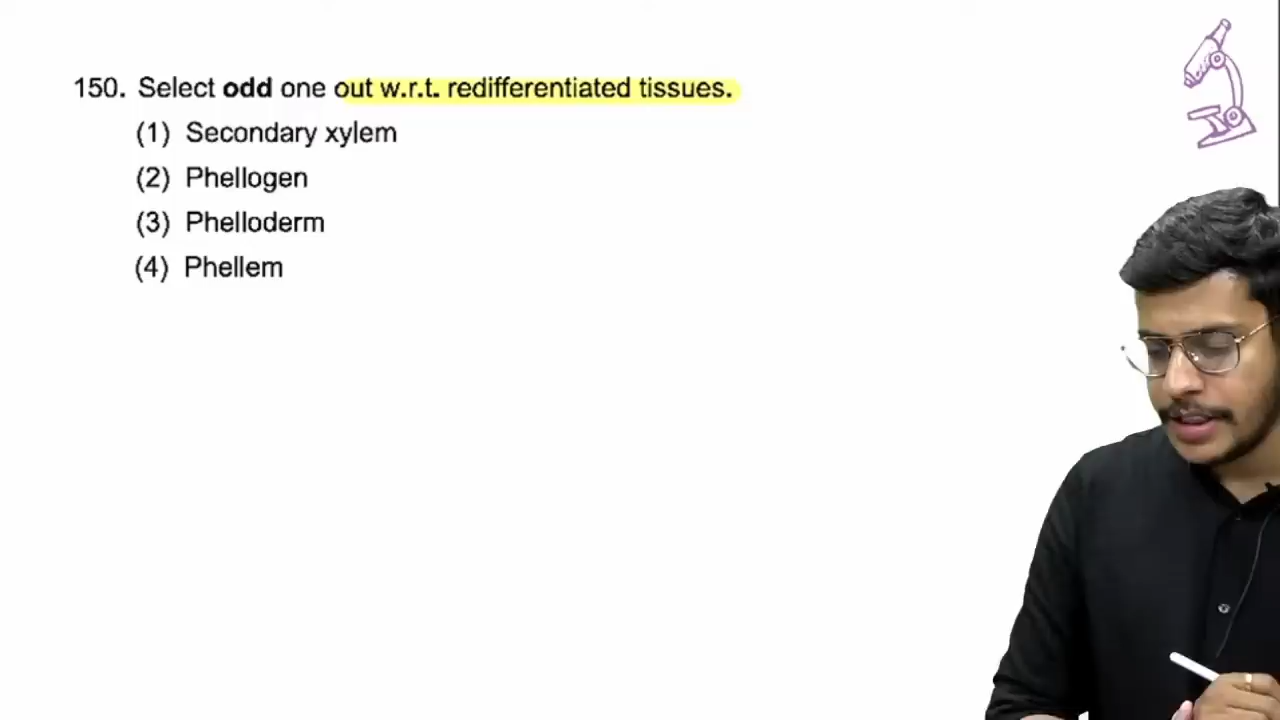 150. Select odd one out w.r.t. redifferentiated tissues.
(1) Secondary xylem
(2) Phellogen
(3) Phelloderm
(4) Phellem